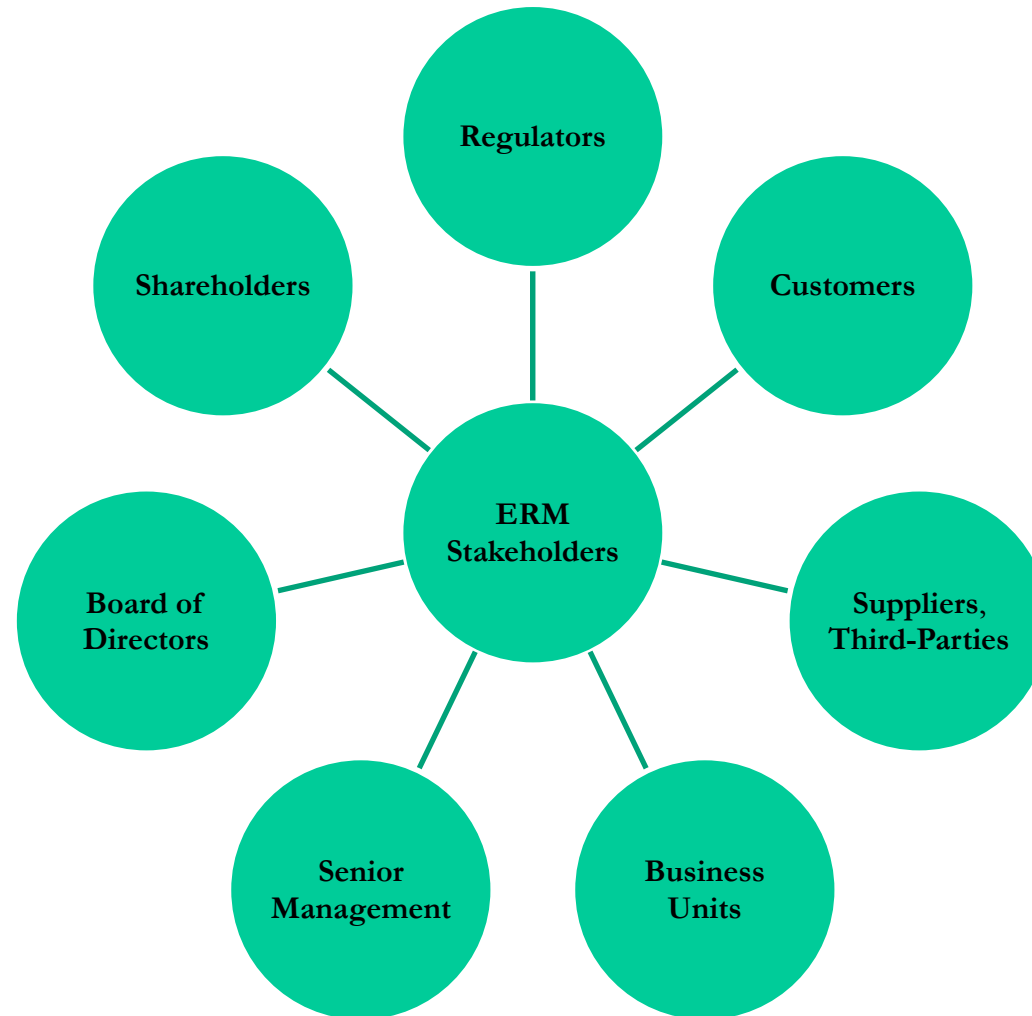 Regulators
Shareholders
Customers
ERM
Stakeholders
Board of
Directors
Suppliers,
Third-Parties
Senior
Management
Business
Units